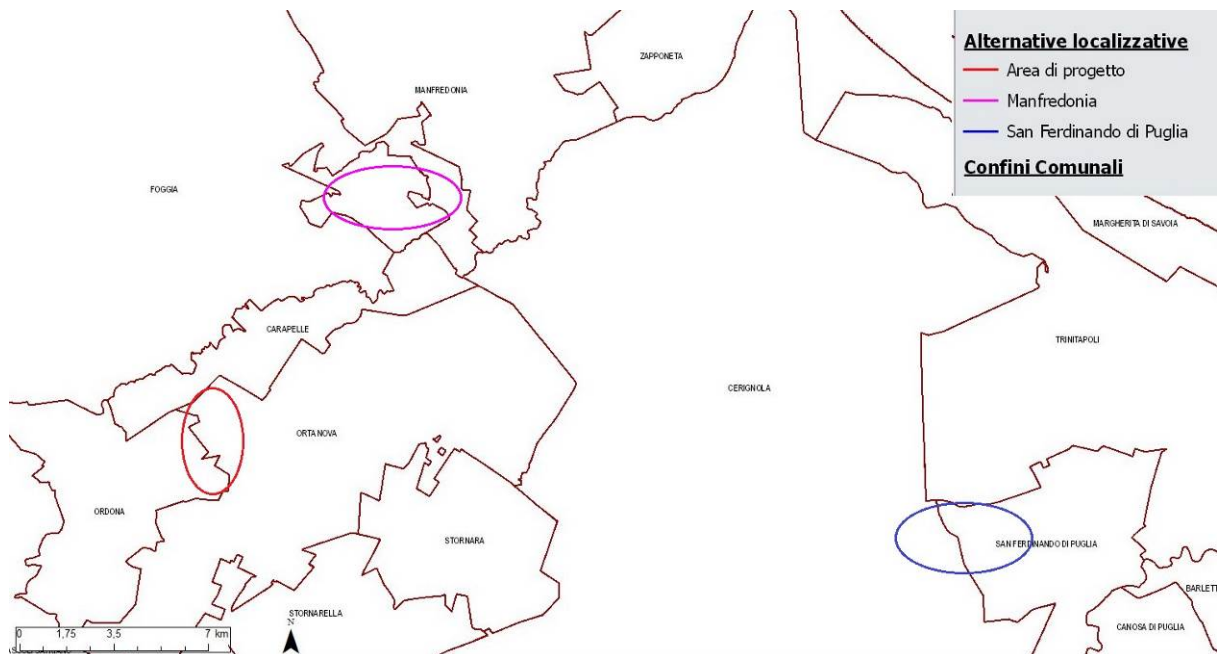 Alternative localizzative
Area di progetto
Manfredonia
San Ferdinando di Puglia
Confini Comunali
ZAPPONETA
MANFREDONIA
FOGGIA
MARGHERITA DI SAVOIA
CARAPELLE
TRINITAPOLI
CERIGNOLA
ORTA NOVA
ORDONA
STORNARA
SAN FERDINANDO DI PUGLIA
BARLETT
STORNARELLA
CANOSA DI PUGLIA
N
0 1,75 3,5 7 km